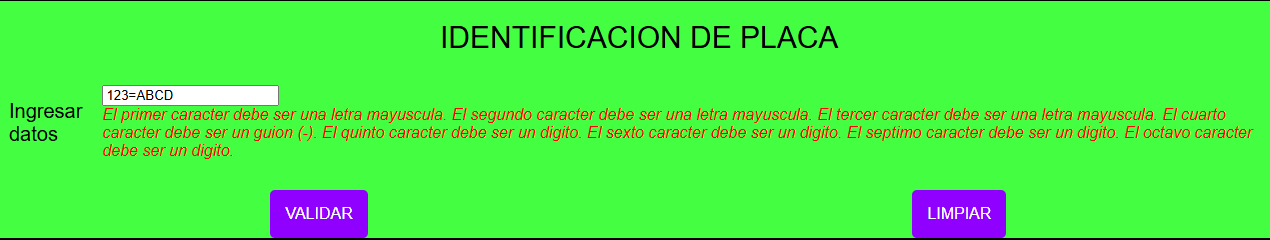 IDENTIFICACION DE PLACA
123=ABCD
Ingresar
datos
El primer caracter debe ser una letra mayuscula. El segundo caracter debe ser una letra mayuscula. El tercer caracter debe ser una letra mayuscula. El cuarto
caracter debe ser un guion (-). El quinto caracter debe ser un digito. El sexto caracter debe ser un digito. El septimo caracter debe ser un digito. El octavo caracter
debe ser un digito.
VALIDAR
LIMPIAR